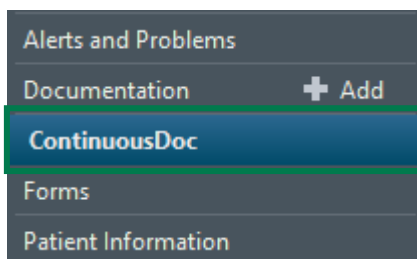 Alerts and Problems
Documentation + Add
ContinuousDoc
Forms
Patient Information